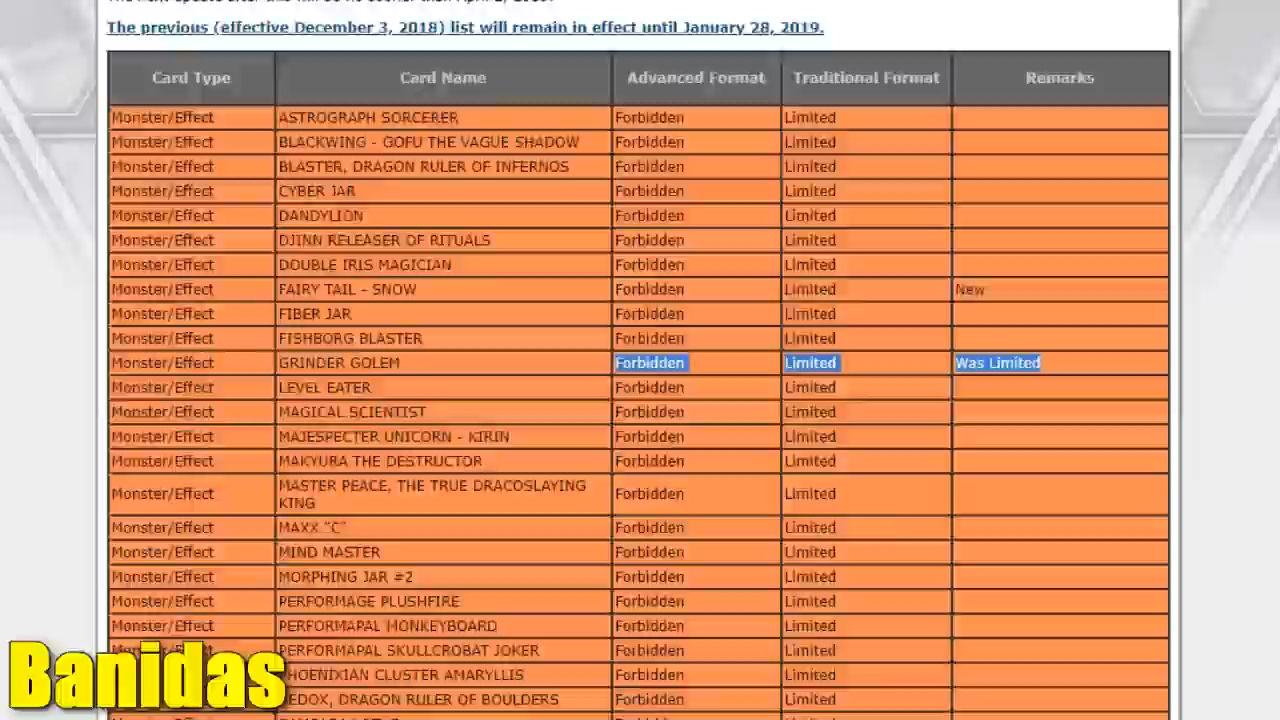 The previous (effective December 3, 2018) list will remain in effect until January 28, 2019.
Card Type Card Name Advanced Format Traditional Format Remarks
Monster/Effect ASTROGRAPH SORCERER Forbidden Limited
Monster/Effect BLACKWING - GOFU THE VAGUE SHADOW Forbidden Limited
Monster/Effect BLASTER, DRAGON RULER OF INFERNOS Forbidden Limited
Monster/Effect CYBER JAR Forbidden Limited
Monster/Effect DANDYLION Forbidden Limited
Monster/Effect DJINN RELEASER OF RITUALS Forbidden Limited
Monster/Effect DOUBLE IRIS MAGICIAN Forbidden Limited
Monster/Effect FAIRY TAIL - SNOW Forbidden Limited New
Monster/Effect FIBER JAR Forbidden Limited
Monster/Effect FISHBORG BLASTER Forbidden Limited
Monster/Effect GRINDER GOLEM Forbidden Limited Was Limited
Monster/Effect LEVEL EATER Forbidden Limited
Monster/Effect MAGICAL SCIENTIST Forbidden Limited
Monster/Effect MAJESPECTER UNICORN - KIRIN Forbidden Limited
Monster/Effect MAKYURA THE DESTRUCTOR Forbidden Limited
Monster/Effect MASTER PEACE, THE TRUE DRACOSLAYING KING Forbidden Limited
Monster/Effect MAXX "C" Forbidden Limited
Monster/Effect MIND MASTER Forbidden Limited
Monster/Effect MORPHING JAR #2 Forbidden Limited
Monster/Effect PERFORMAGE PLUSHFIRE Forbidden Limited
Monster/Effect PERFORMAPAL MONKEYBOARD Forbidden Limited
Monster/Effect PERFORMAPAL SKULLCROBAT JOKER Forbidden Limited
HOENIXIAN CLUSTER AMARYLLIS Forbidden Limited
EDOX, DRAGON RULER OF BOULDERS Forbidden Limited
Banidas